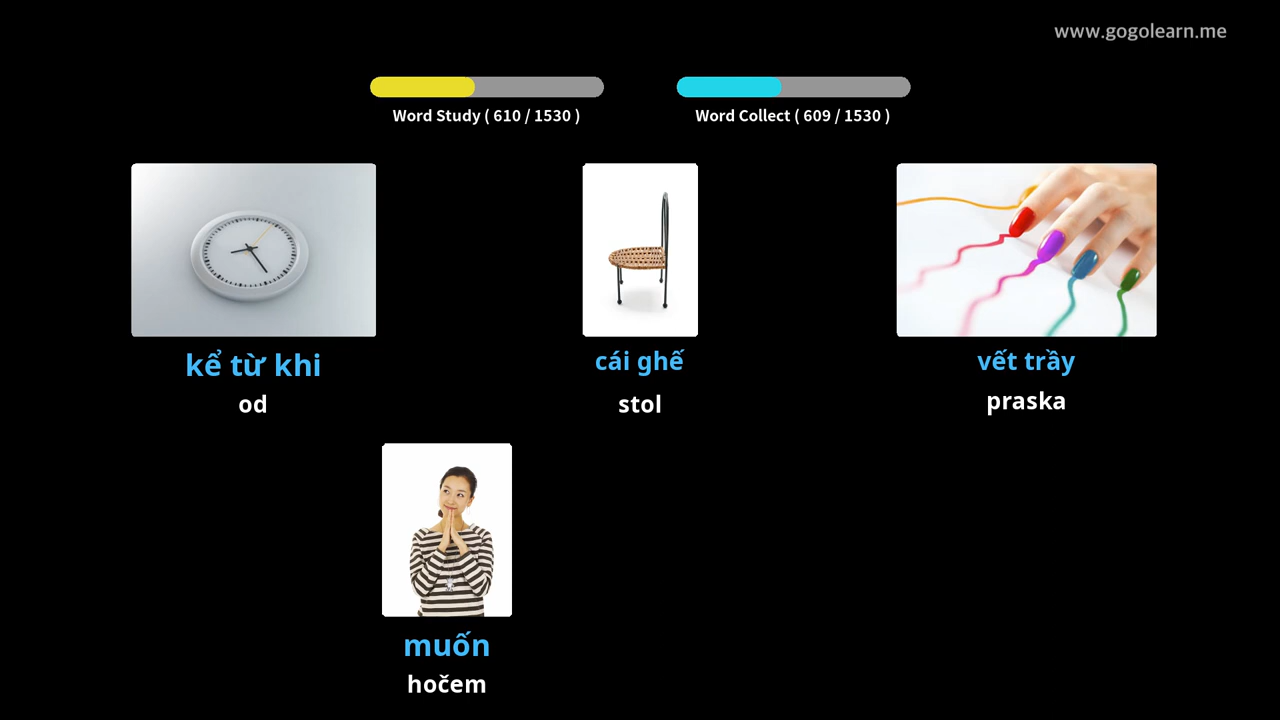 www.gogolearn.me
Word Study ( 610 / 1530 )
Word Collect ( 609 / 1530 )
kể từ khi
od
cái ghế
stol
vết trầy
praska
muốn
hočem